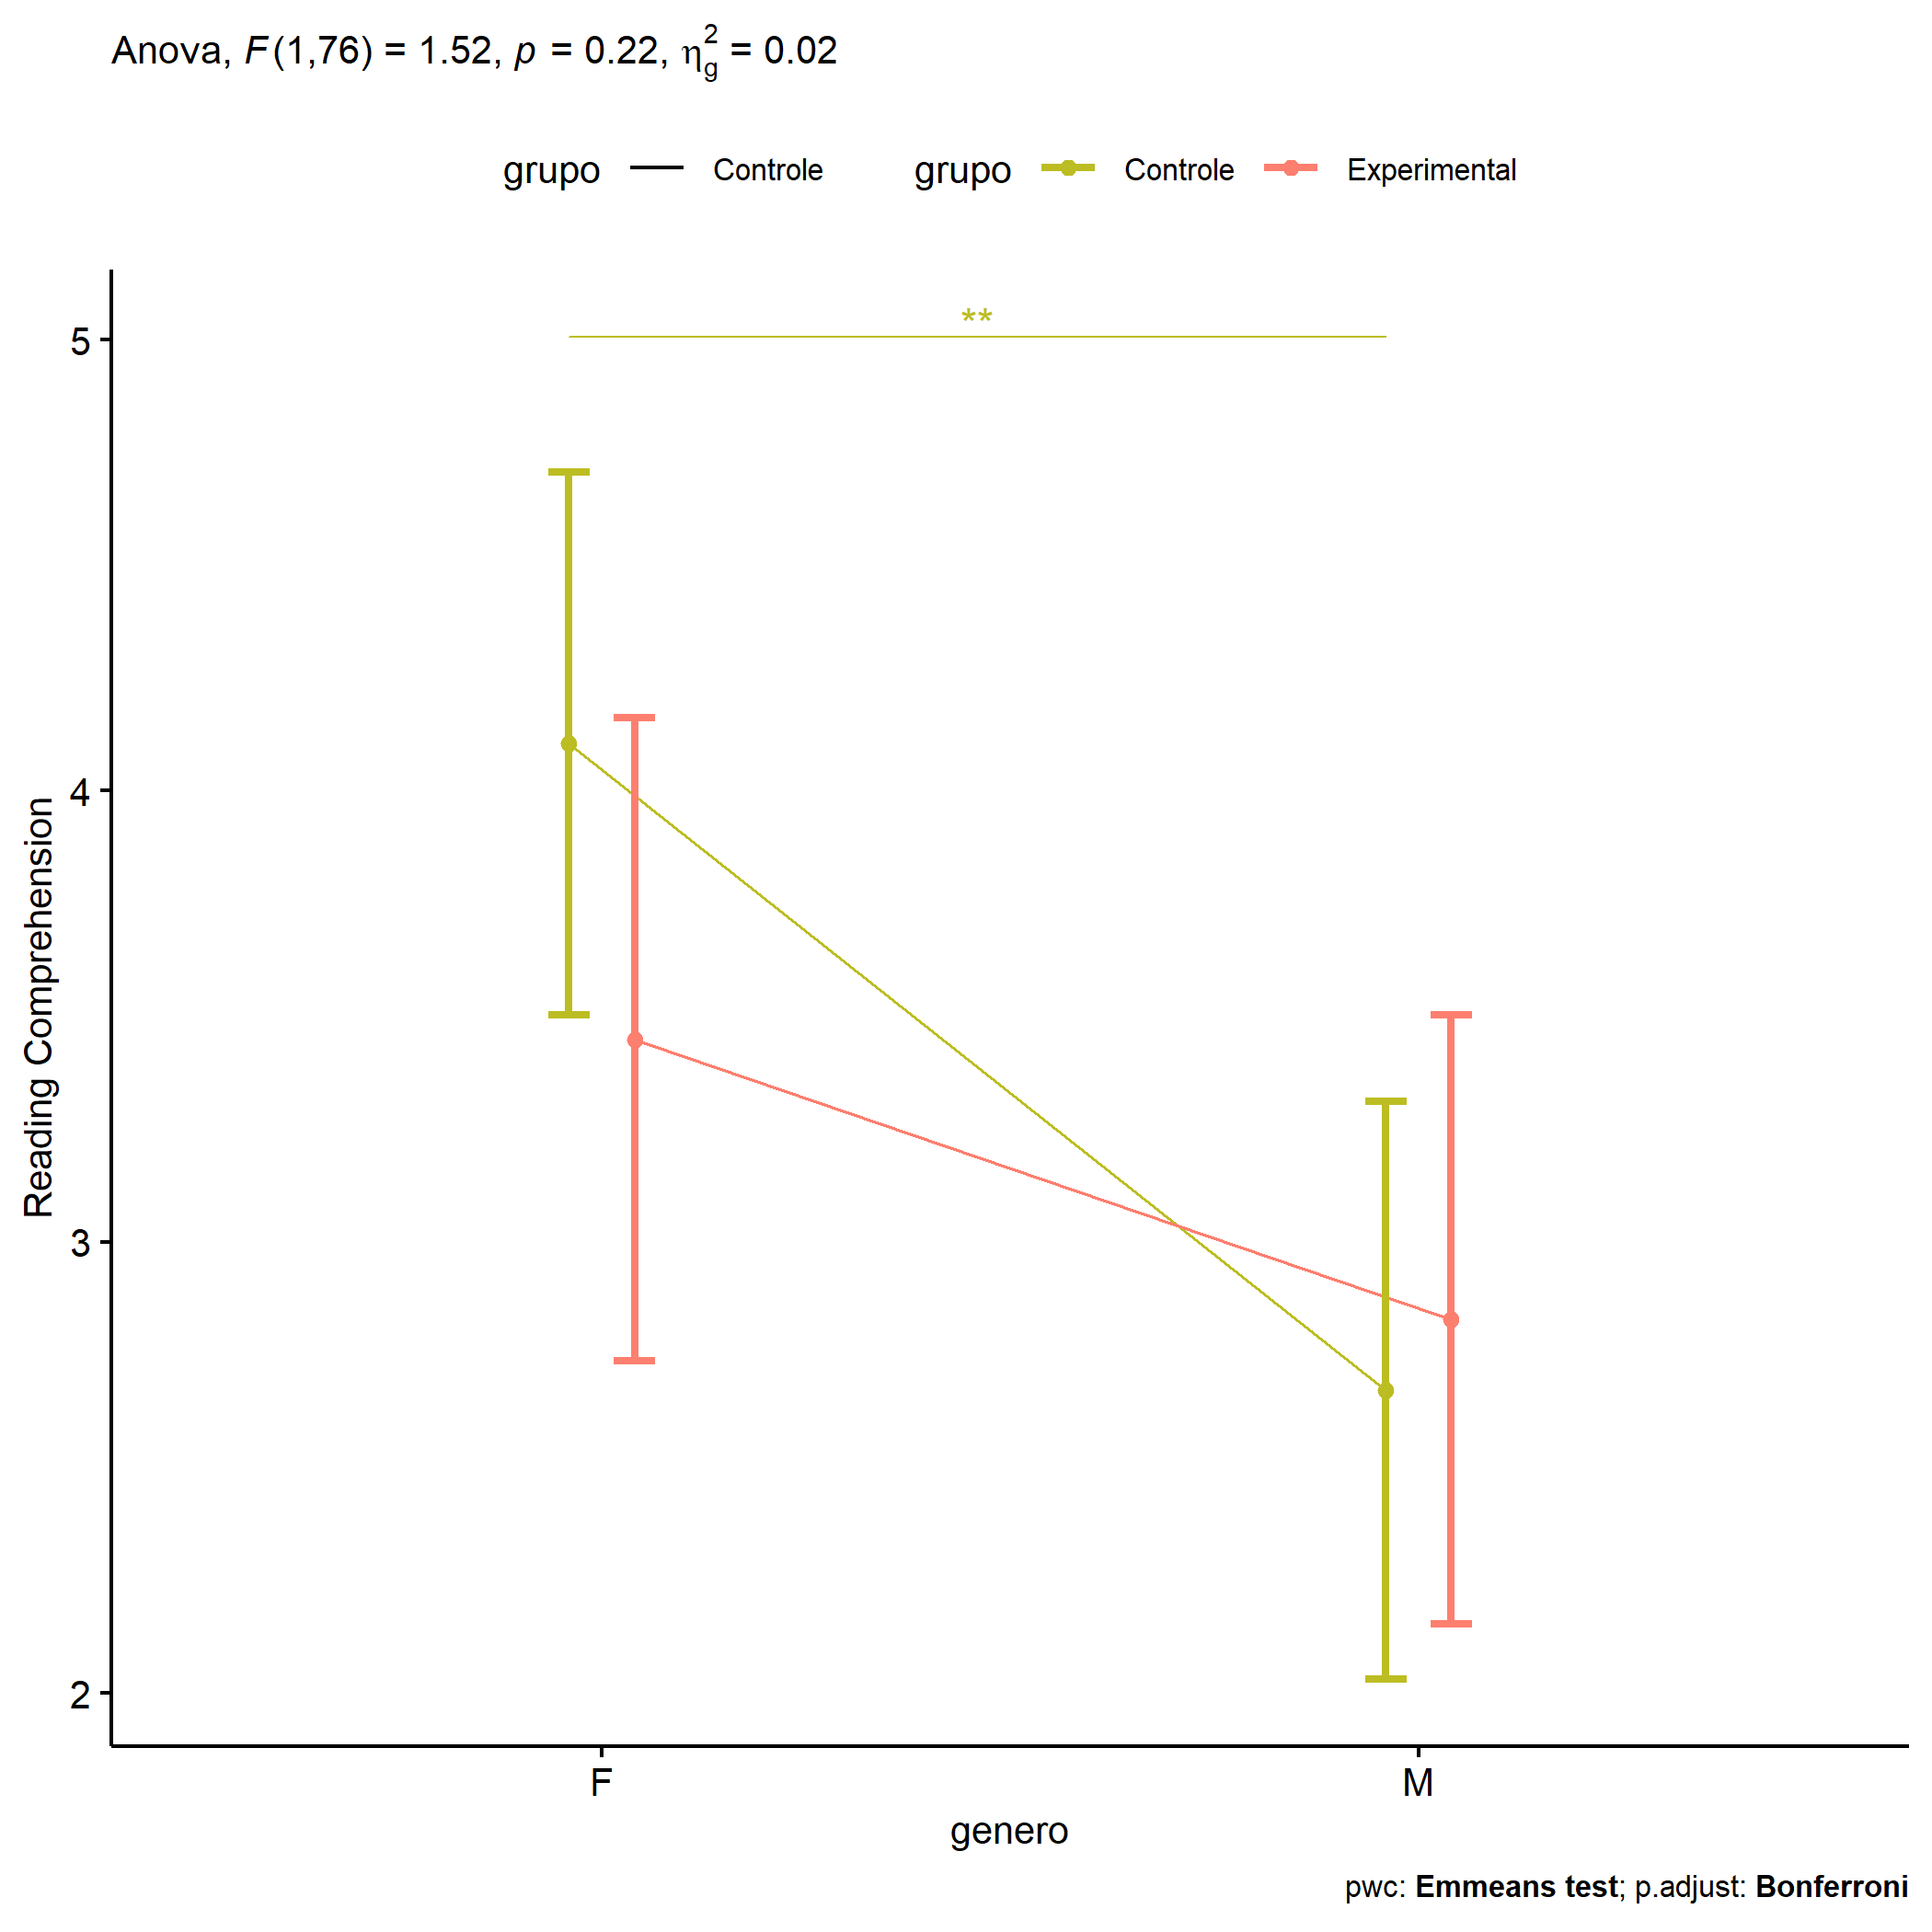 Anova, F(1,76) = 1.52, p = 0.22, η²g = 0.02
grupo Controle grupo Controle Experimental
**
5
4
3
2
Reading Comprehension
F M
genero
pwc: Emmeans test; p.adjust: Bonferroni